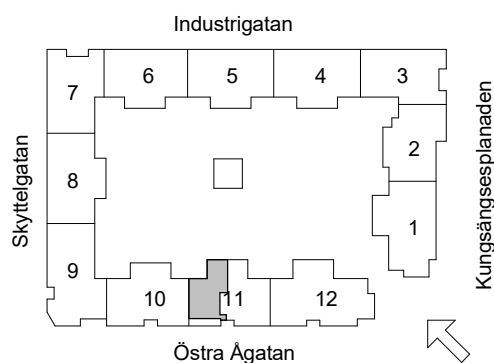 Industrigatan
7 6 5 4 3
2
8
1
9
10 11 12
Skyttelgatan
Kungsängsesplanaden
Östra Ågatan